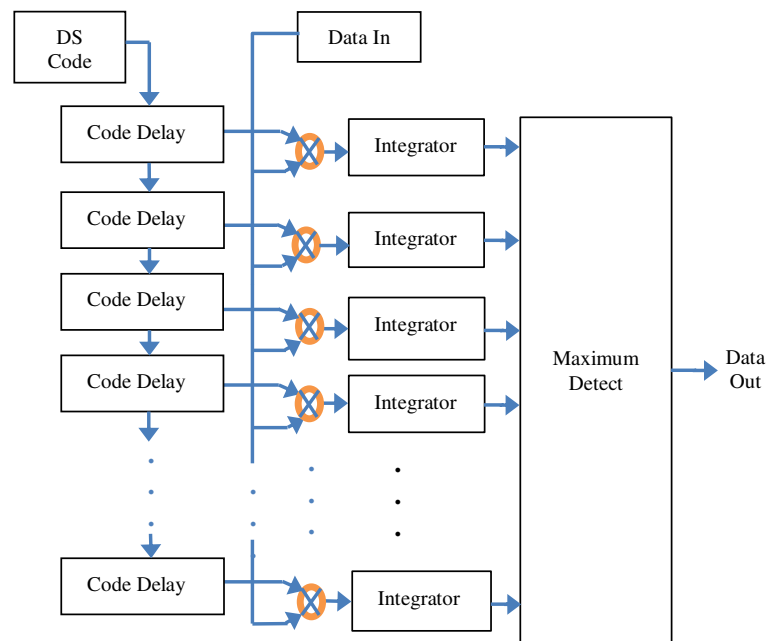 DS
Code
Data In
Code Delay
Integrator
Code Delay
Integrator
Code Delay
Integrator
Code Delay
Integrator
Maximum
Detect
Data
Out
Code Delay
Integrator